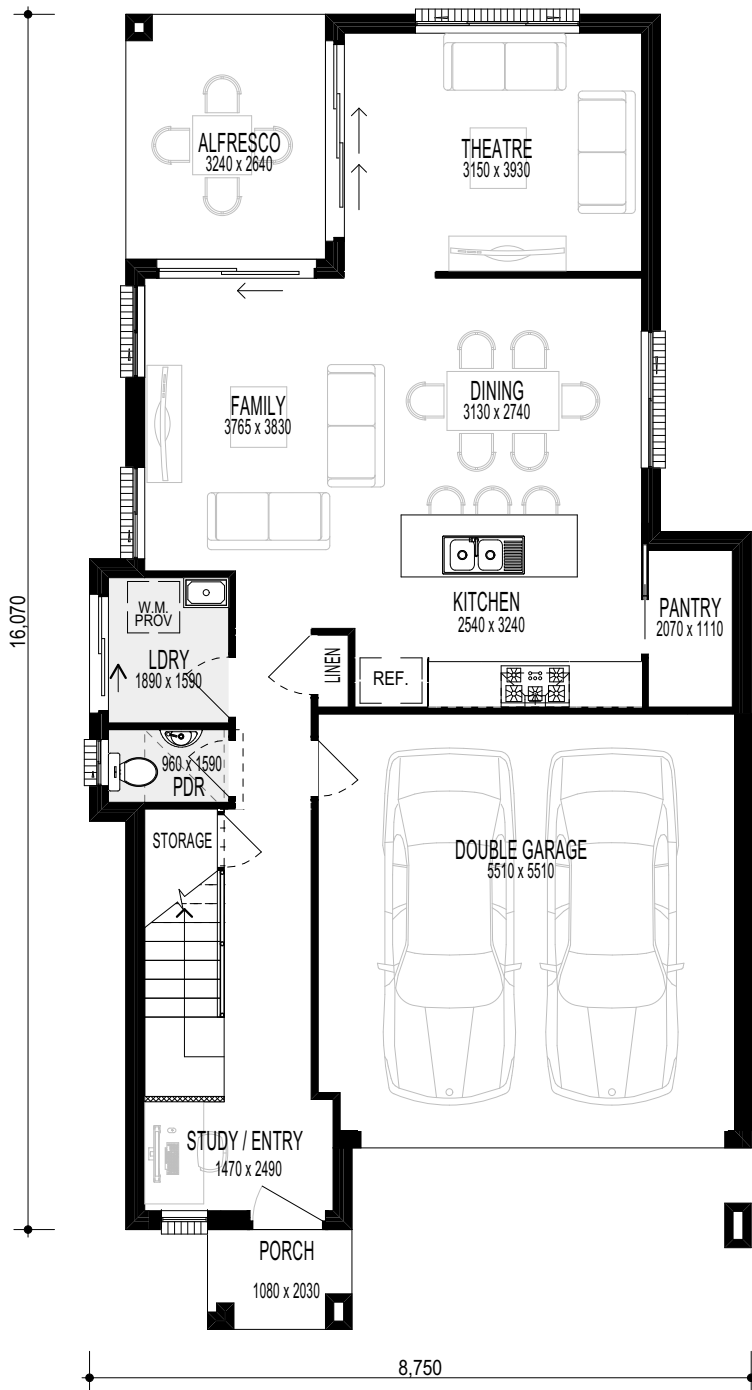 ALFRESCO
3240 x 2640
THEATRE
3150 x 3930
FAMILY
3765 x 3830
DINING
3130 x 2740
16,070
W.M.
PROV
KITCHEN
2540 x 3240
PANTRY
2070 x 1110
LDRY
1890 x 1590
LINEN
REF.
960 x 1590
PDR
STORAGE
DOUBLE GARAGE
5510 x 5510
STUDY / ENTRY
1470 x 2490
PORCH
1080 x 2030
8,750